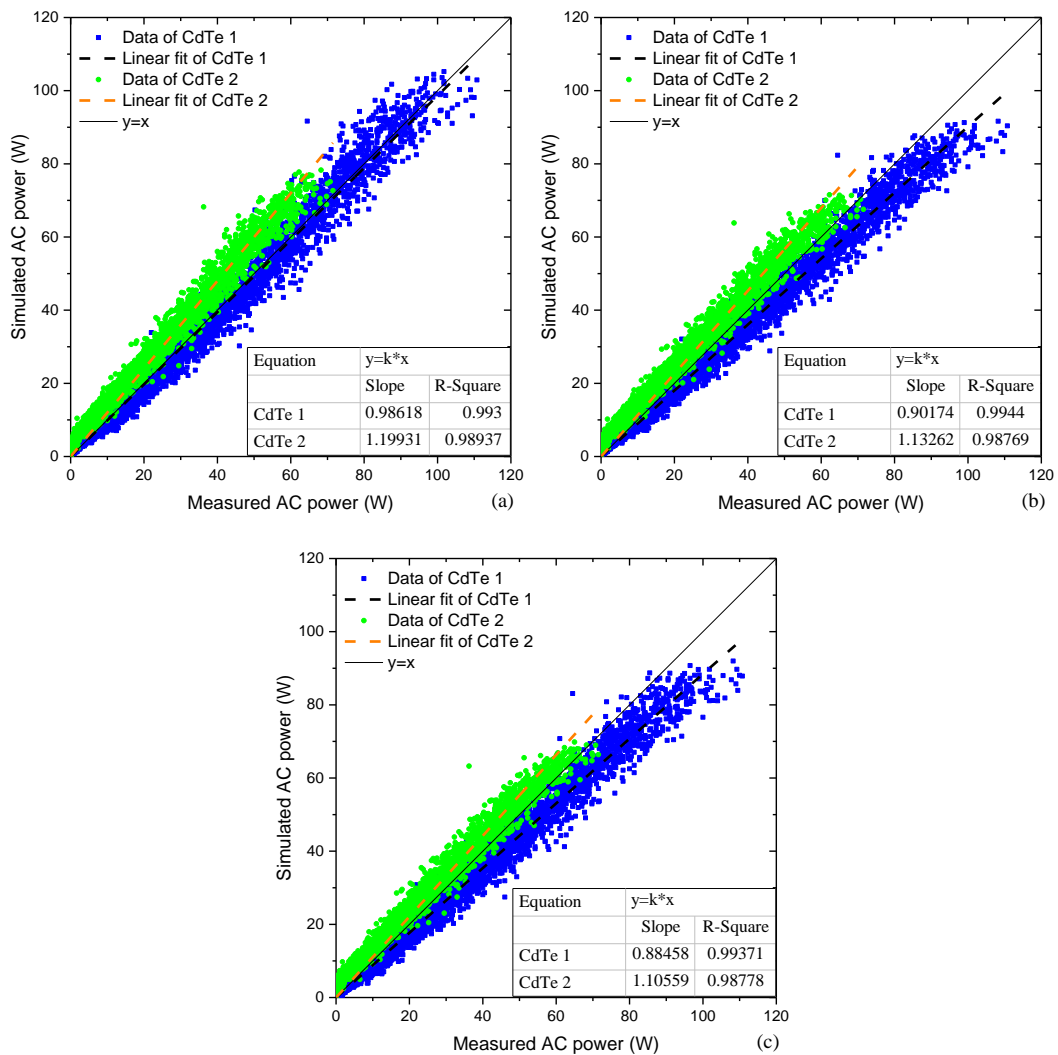 Data of CdTe 1
Linear fit of CdTe 1
Data of CdTe 2
Linear fit of CdTe 2
y=x
120
100
80
60
40
20
0
Simulated AC power (W)
Equation y=k*x
Slope R-Square
CdTe 1 0.98618 0.993
CdTe 2 1.19931 0.98937
0 20 40 60 80 100 120
Measured AC power (W)
(a)
Data of CdTe 1
Linear fit of CdTe 1
Data of CdTe 2
Linear fit of CdTe 2
y=x
120
100
80
60
40
20
0
Simulated AC power (W)
Equation y=k*x
Slope R-Square
CdTe 1 0.90174 0.9944
CdTe 2 1.13262 0.98769
0 20 40 60 80 100 120
Measured AC power (W)
(b)
Data of CdTe 1
Linear fit of CdTe 1
Data of CdTe 2
Linear fit of CdTe 2
y=x
120
100
80
60
40
20
0
Simulated AC power (W)
Equation y=k*x
Slope R-Square
CdTe 1 0.88458 0.99371
CdTe 2 1.10559 0.98778
0 20 40 60 80 100 120
Measured AC power (W)
(c)